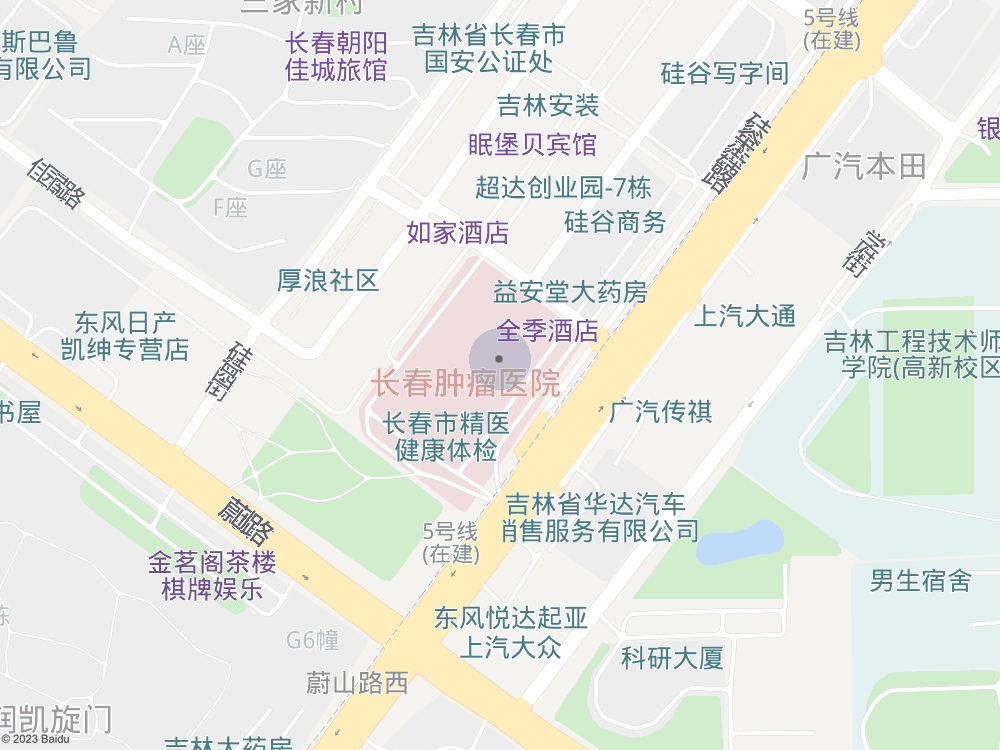 三家新村
5号线
(在建)
斯巴鲁
有限公司
A座
长春朝阳
佳城旅馆
吉林省长春市
国安公证处
硅谷写字间
吉林安装
眠堡贝宾馆
银
G座
F座
超达创业园-7栋
广汽本田
硅谷商务
如家酒店
厚浪社区
益安堂大药房
上汽大通
全季酒店
东风日产
凯绅专营店
吉林工程技术师
学院(高新校区
长春肿瘤医院
书屋
长春市精医
健康体检
广汽传祺
吉林省华达汽车
销售服务有限公司
5号线
(在建)
金茗阁茶楼
棋牌娱乐
男生宿舍
东风悦达起亚
上汽大众
栋
G6幢
科研大厦
蔚山路西
润凯旋门
吉林大药房
© 2023 Baidu